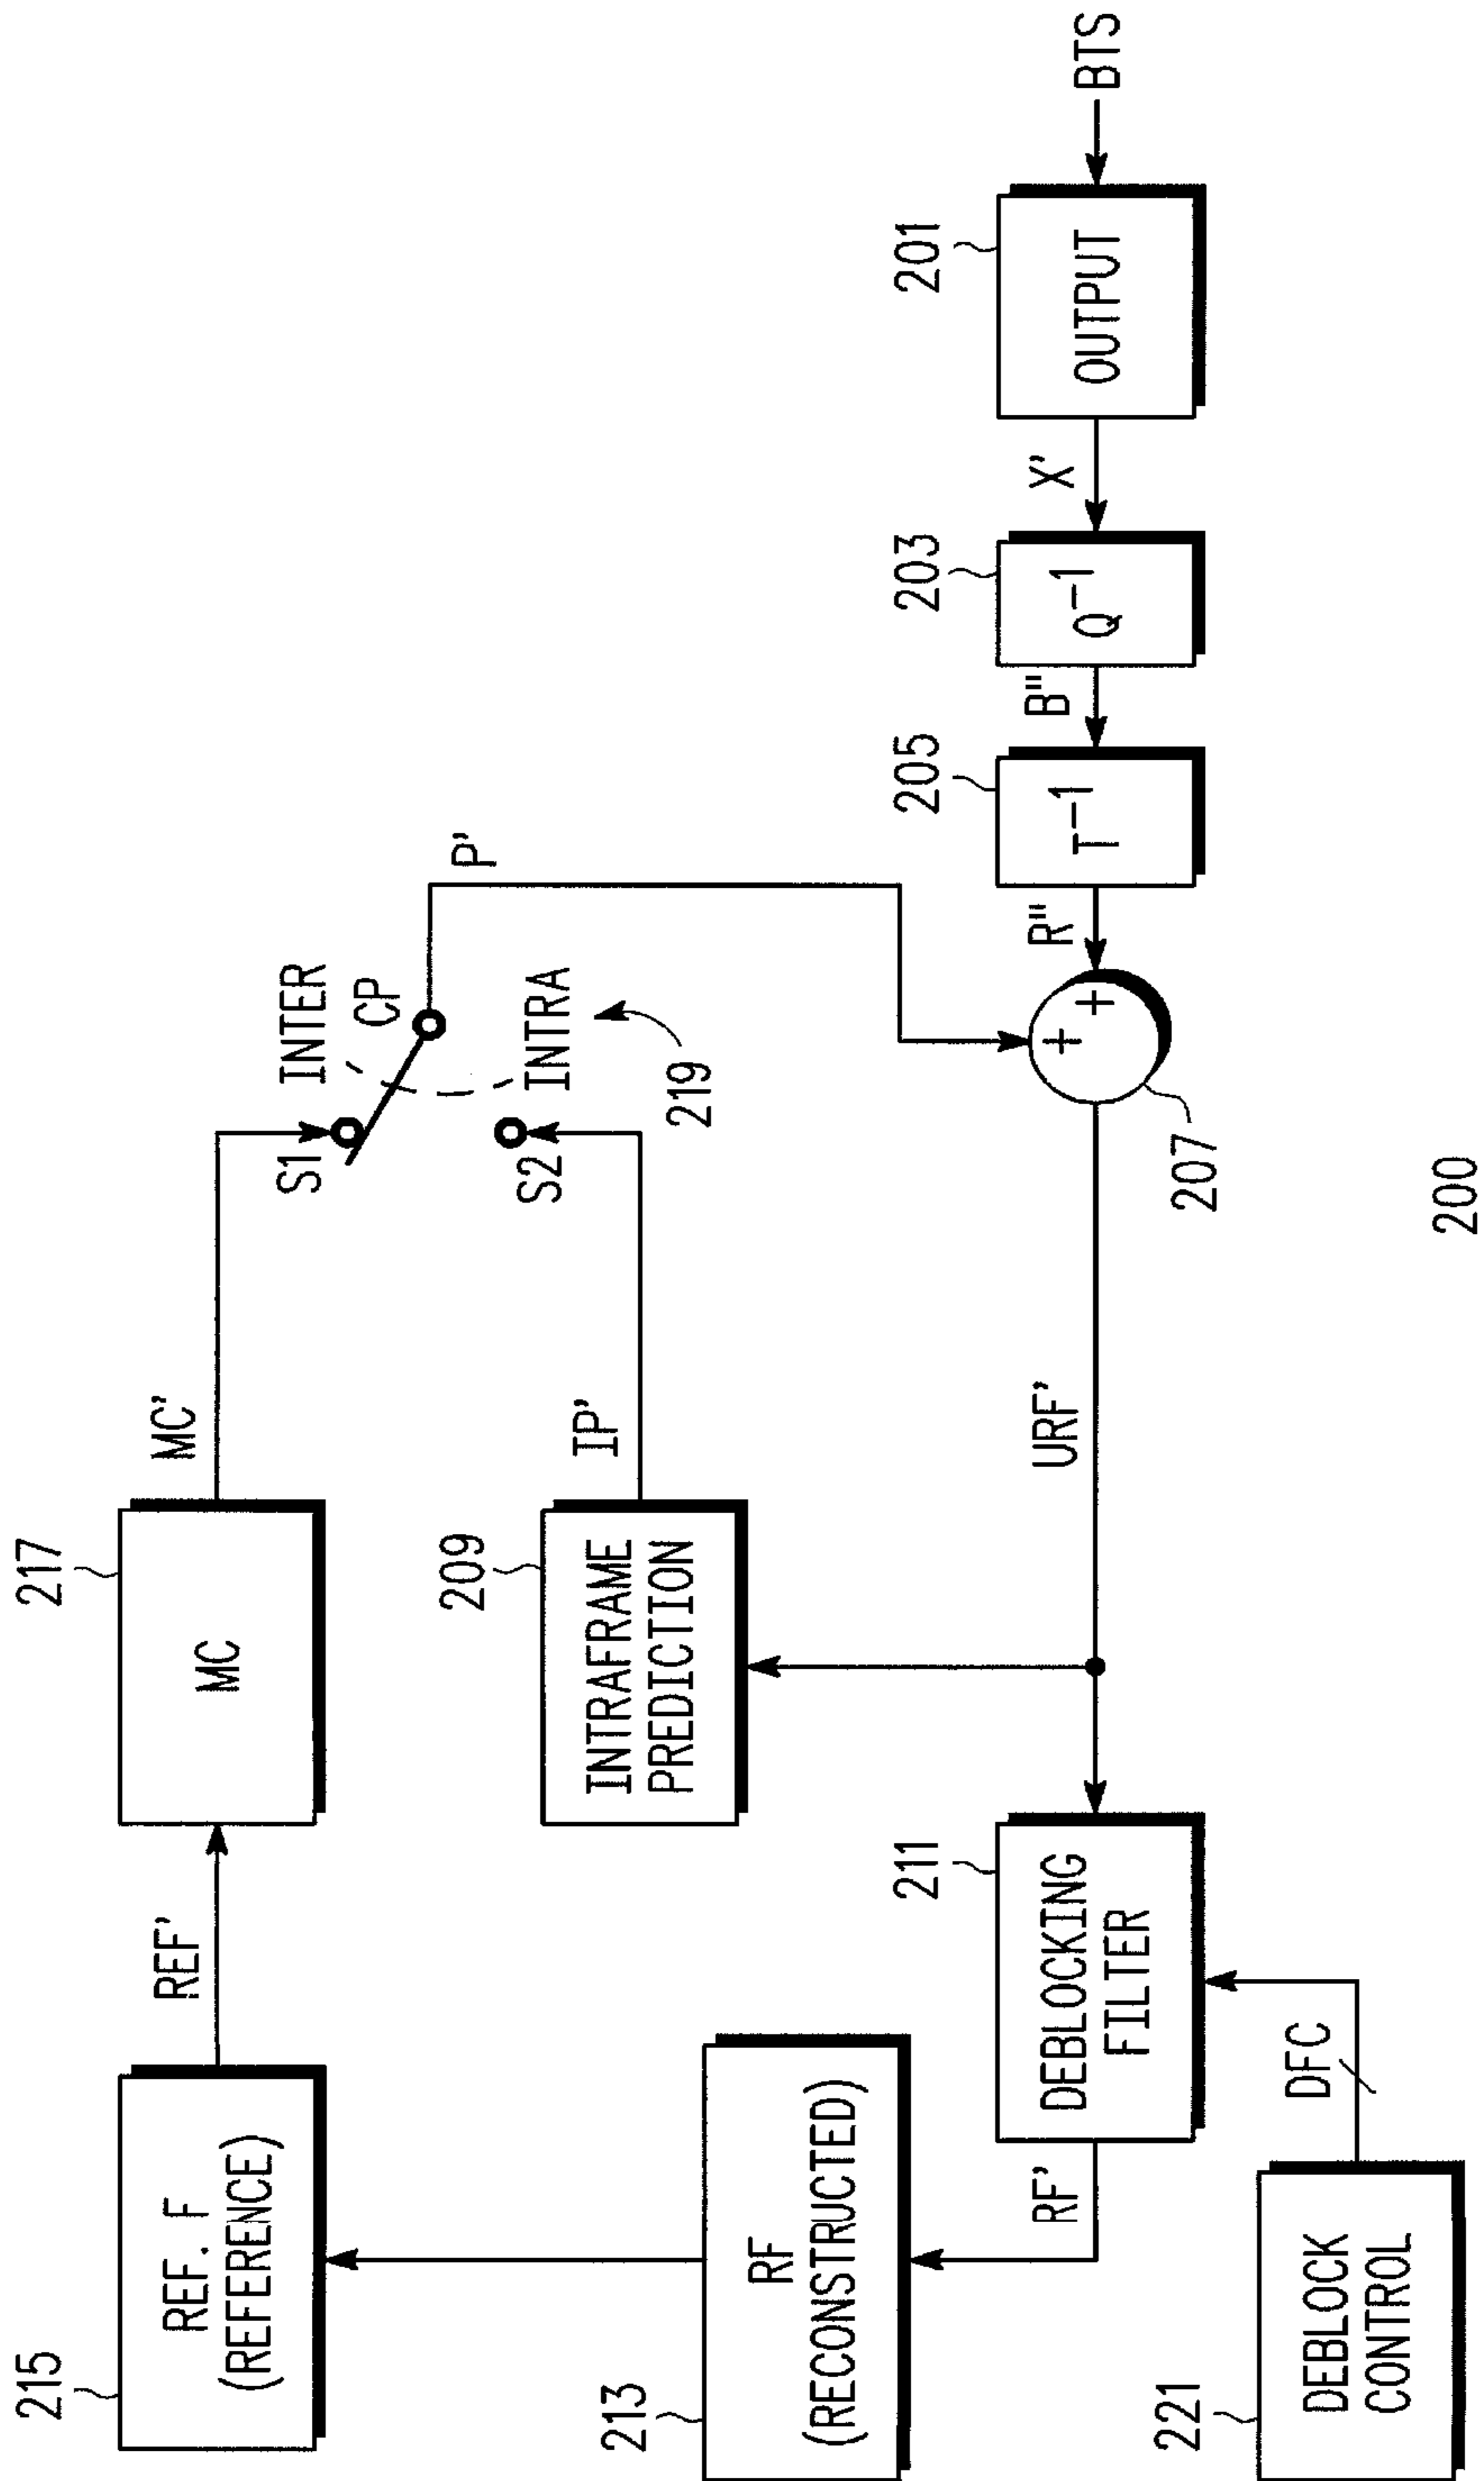 215
REF. F
(REFERENCE)
REF'
217
MC
MC'
S1
INTER
CP
P'
213
RF
(RECONSTRUCTED)
209
INTRAFRAME
PREDICTION
IP'
S2
INTRA
219
221
DEBLOCK
CONTROL
DFC
RF'
211
DEBLOCKING
FILTER
URF'
207
+
+
R"
205
T-1
B"
203
Q-1
X'
201
OUTPUT
BTS
200